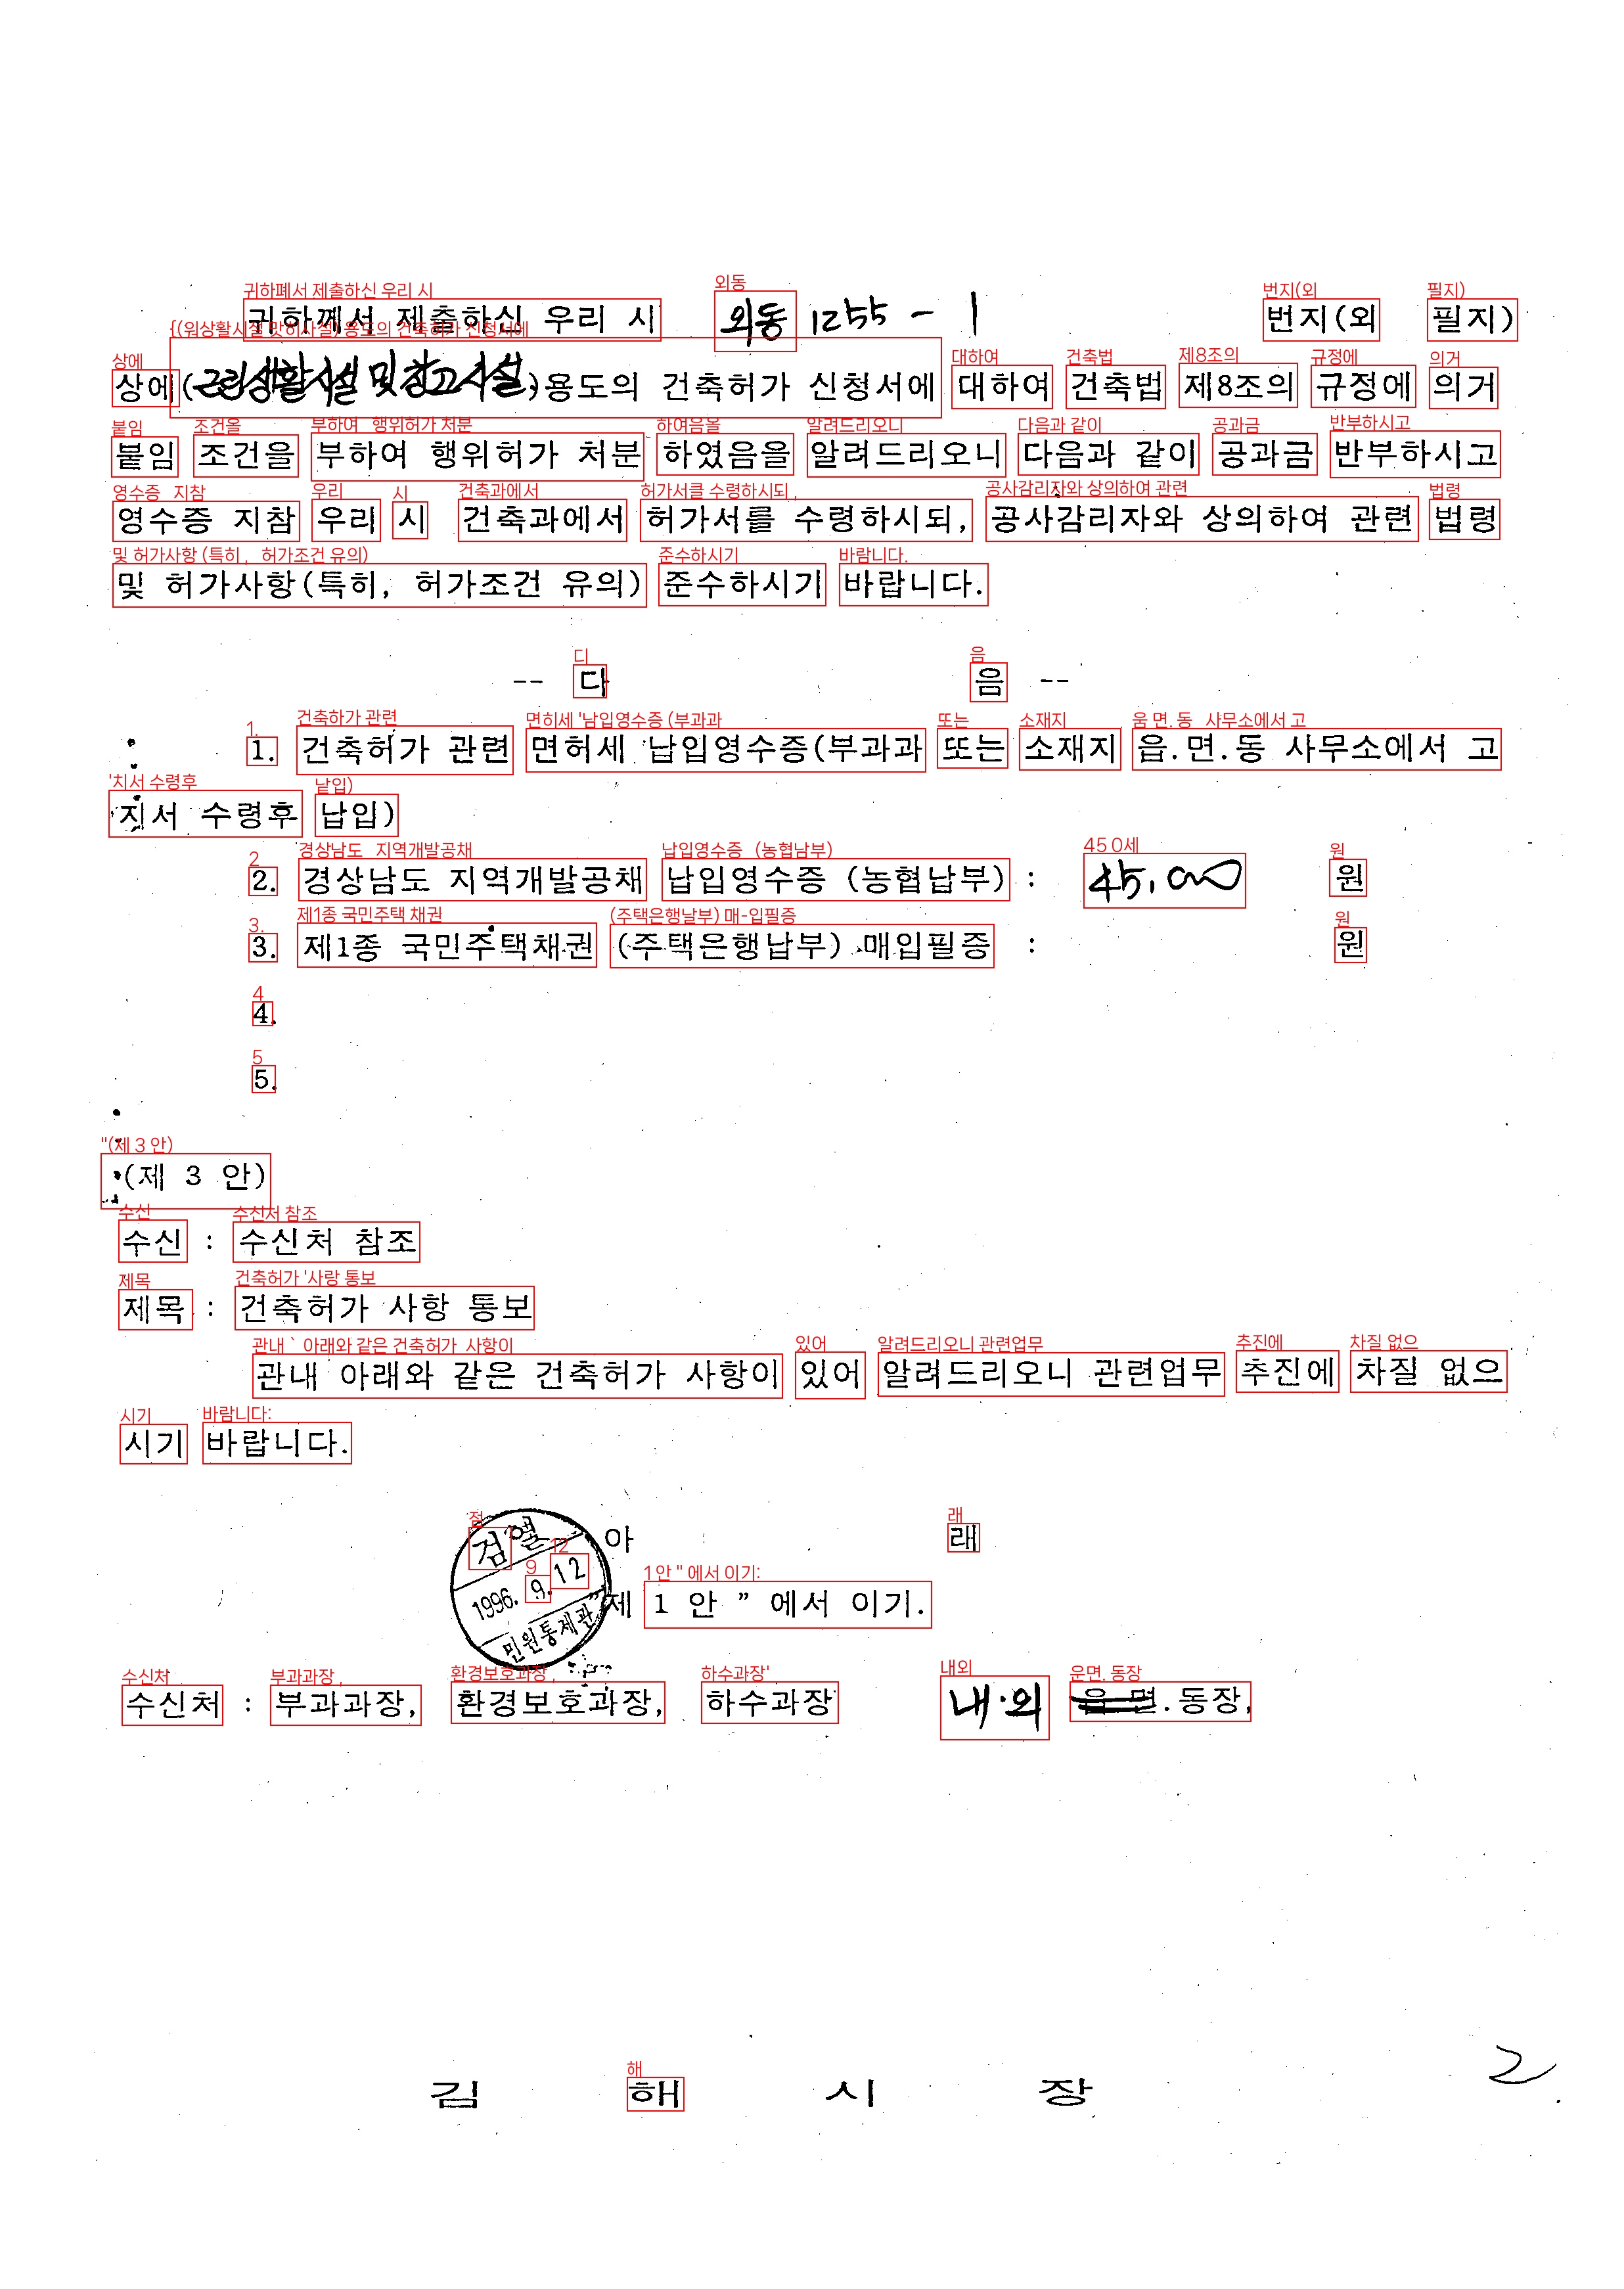 귀하께서 제출하신 우리 시 외동 1255 - 1 번지(외 필지)
상에(근린생활시설 및 창고시설)용도의 건축허가 신청서에 대하여 건축법 제8조의 규정에 의거
붙임 조건을 부하여 행위허가 처분 하였음을 알려드리오니 다음과 같이 공과금 반부하시고
영수증 지참 우리 시 건축과에서 허가서를 수령하시되, 공사감리자와 상의하여 관련 법령
및 허가사항(특히, 허가조건 유의) 준수하시기 바랍니다.
-- 다 음 --
1. 건축허가 관련 면허세 납입영수증(부과과 또는 소재지 읍.면.동 사무소에서 고
지서 수령후 납입)
2. 경상남도 지역개발공채 납입영수증 (농협납부) : 45,000 원
3. 제1종 국민주택채권 (주택은행납부) 매입필증 : 원
4.
5.
(제 3 안)
수신 : 수신처 참조
제목 : 건축허가 사항 통보
관내 아래와 같은 건축허가 사항이 있어 알려드리오니 관련업무 추진에 차질 없으
시기 바랍니다.
아 래
검열
1996. 9. 12
민원통제관
"제 1 안 " 에서 이기.
수신처 : 부과과장, 환경보호과장, 하수과장 내·외 읍 면.동장,
김 해 시 장
2